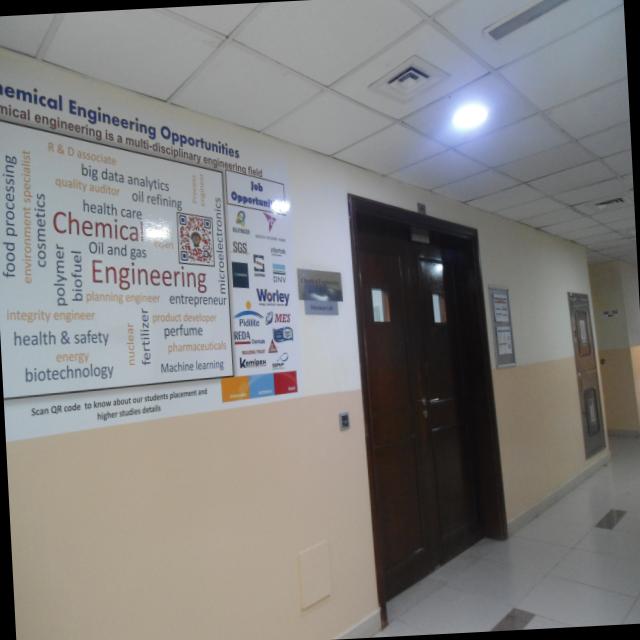 hemical Engineering Opportunities
mical engineering is a multi-disciplinary engineering field
R & D associate
big data analytics
quality auditor
oil refining
food processing
environment specialist
cosmetics
health care
Chemical
Oil and gas
Engineering
microelectronics
polymer
biofuel
planning engineer
entrepreneur
integrity engineer
health & safety
energy
biotechnology
nuclear
fertilizer
product developer
perfume
pharmaceuticals
Machine learning
Job
Opportuni
SGS
DNV
Worley
Pidilite
MES
REDA
Kemipex
Scan QR code to know about our students placement and
higher studies details